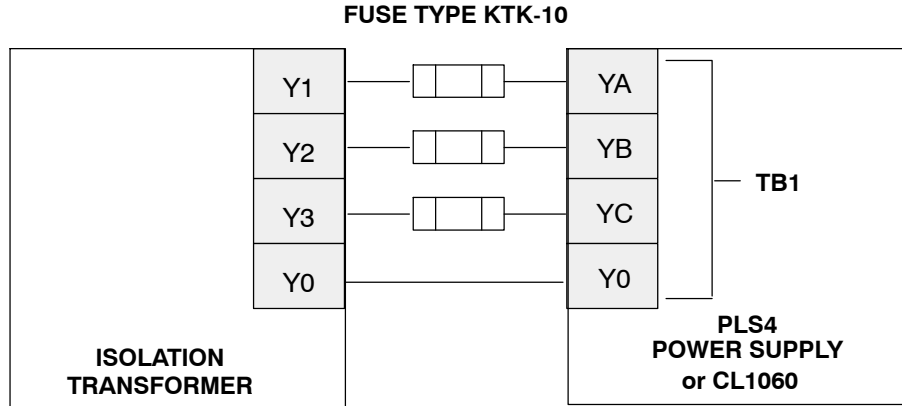 FUSE TYPE KTK-10
Y1
YA
Y2
YB
Y3
YC
Y0
Y0
TB1
ISOLATION
TRANSFORMER
PLS4
POWER SUPPLY
or CL1060